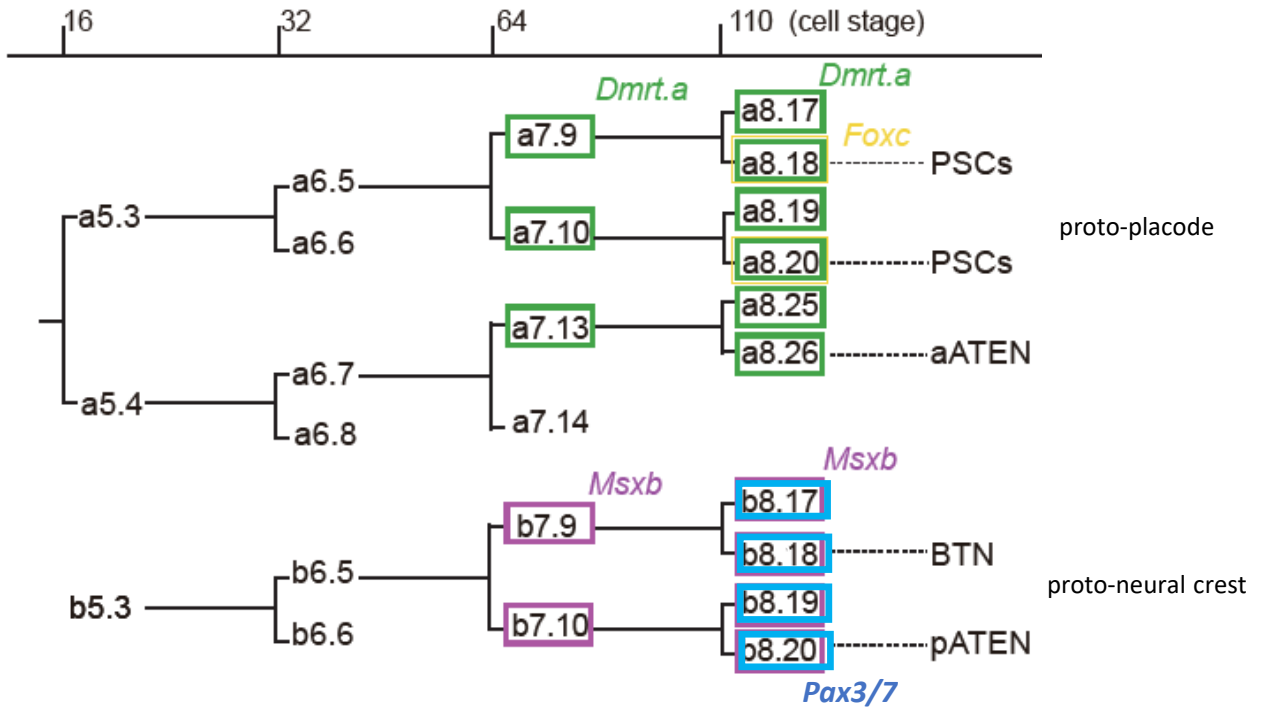 16 32 64 110 (cell stage)
Dmrt.a Dmrt.a
a8.17
a7.9 Foxc
a8.18 PSCs
a6.5
a5.3 a8.19 proto-placode
a6.6 a7.10
a8.20 PSCs
a8.25
a7.13
a8.26 aATEN
a6.7
a5.4
a7.14
a6.8
Msxb
Msxb
b8.17
b7.9
b8.18 BTN
b6.5 proto-neural crest
b5.3 b8.19
b7.10
b6.6 b8.20 pATEN
Pax3/7